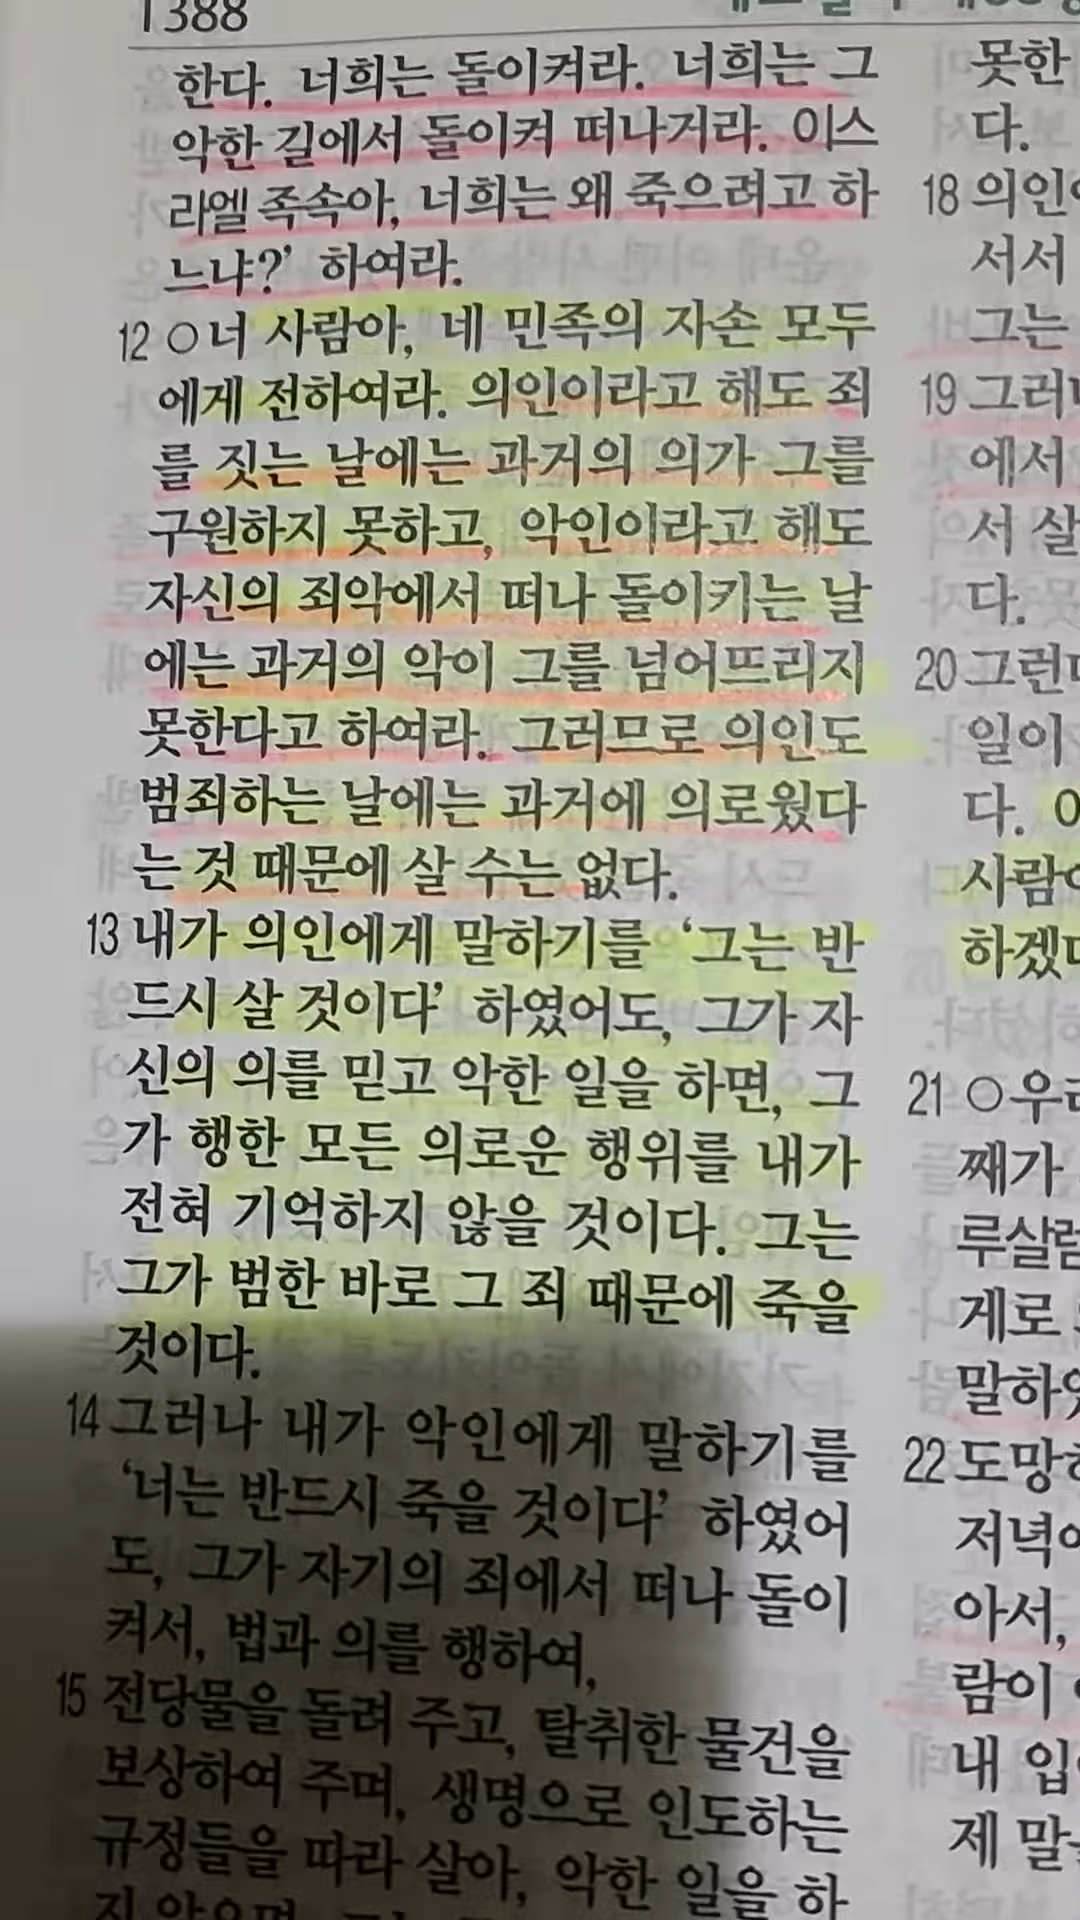 1388
한다. 너희는 돌이켜라. 너희는 그
악한 길에서 돌이켜 떠나거라. 이스
라엘 족속아, 너희는 왜 죽으려고 하
느냐?’ 하여라.
12 ○너 사람아, 네 민족의 자손 모두
에게 전하여라. 의인이라고 해도 죄
를 짓는 날에는 과거의 의가 그를
구원하지 못하고, 악인이라고 해도
자신의 죄악에서 떠나 돌이키는 날
에는 과거의 악이 그를 넘어뜨리지
못한다고 하여라. 그러므로 의인도
범죄하는 날에는 과거에 의로웠다
는 것 때문에 살 수는 없다.
13 내가 의인에게 말하기를 ‘그는 반
드시 살 것이다’ 하였어도, 그가 자
신의 의를 믿고 악한 일을 하면, 그
가 행한 모든 의로운 행위를 내가
전혀 기억하지 않을 것이다. 그는
그가 범한 바로 그 죄 때문에 죽을
것이다.
14 그러나 내가 악인에게 말하기를
‘너는 반드시 죽을 것이다’ 하였어
도, 그가 자기의 죄에서 떠나 돌이
켜서, 법과 의를 행하여,
15 전당물을 돌려 주고, 탈취한 물건을
보상하여 주며, 생명으로 인도하는
규정들을 따라 살아, 악한 일을 하
못한
다.
18 의인
서서
그는
19 그러
에서
서 살
다.
20 그런
일이
다.
사람
하겠
21 ○우
째가
루살렘
게로
말하
22 도망
저녁
아서,
람이
내 입
제 말